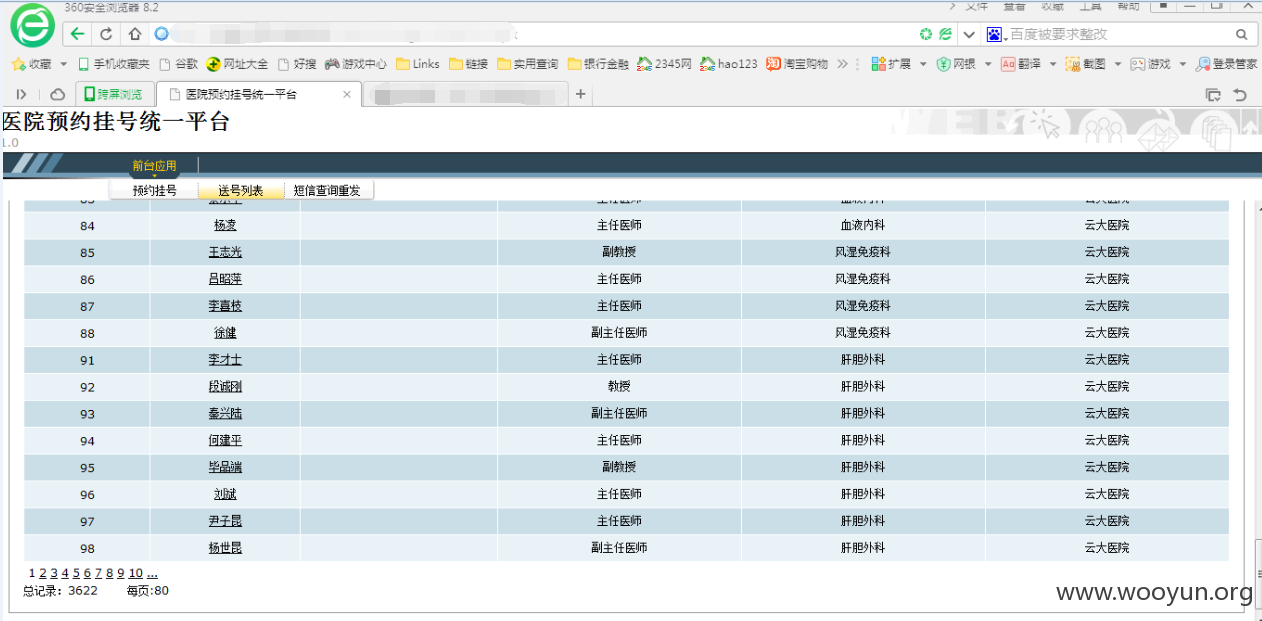 360安全浏览器 8.2
文件 查看 收藏 工具 帮助
百度被要求整改
收藏 手机收藏夹 谷歌 网址大全 好搜 游戏中心 Links 链接 实用查询 银行金融 2345网 hao123 淘宝购物 扩展 网银 翻译 截图 游戏 登录管家
跨屏浏览 医院预约挂号统一平台
医院预约挂号统一平台
1.0
前台应用
预约挂号 送号列表 短信查询重发
84 杨凌 主任医师 血液内科 云大医院
85 王志光 副教授 风湿免疫科 云大医院
86 吕昭萍 主任医师 风湿免疫科 云大医院
87 李喜枝 主任医师 风湿免疫科 云大医院
88 徐健 副主任医师 风湿免疫科 云大医院
91 李才士 主任医师 肝胆外科 云大医院
92 段诚刚 教授 肝胆外科 云大医院
93 秦兴陆 副主任医师 肝胆外科 云大医院
94 何建平 主任医师 肝胆外科 云大医院
95 毕品端 副教授 肝胆外科 云大医院
96 刘斌 主任医师 肝胆外科 云大医院
97 尹子昆 主任医师 肝胆外科 云大医院
98 杨世昆 副主任医师 肝胆外科 云大医院
1 2 3 4 5 6 7 8 9 10 ...
总记录：3622 每页:80
www.wooyun.org